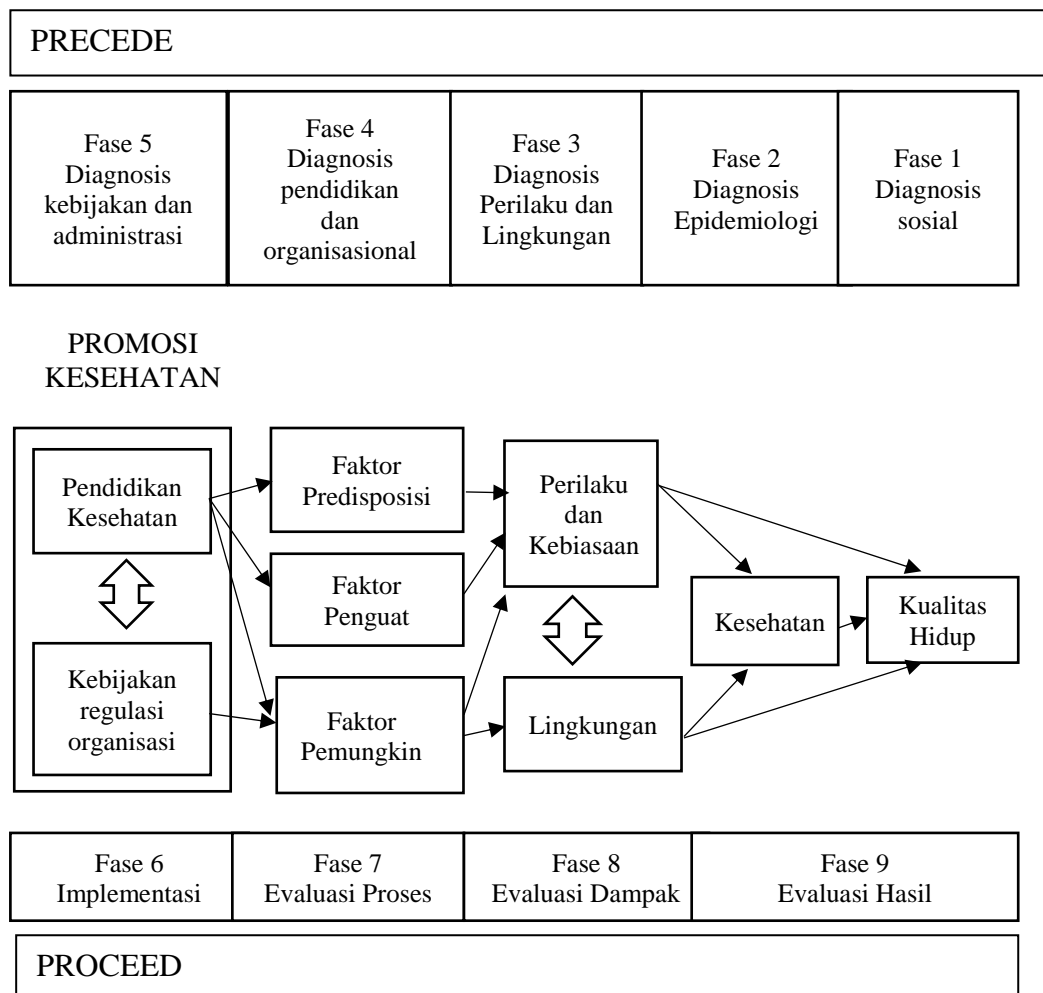 PRECEDE
Fase 5
Diagnosis
kebijakan dan
administrasi
Fase 4
Diagnosis
pendidikan
dan
organisasional
Fase 3
Diagnosis
Perilaku dan
Lingkungan
Fase 2
Diagnosis
Epidemiologi
Fase 1
Diagnosis
sosial
PROMOSI
KESEHATAN
Pendidikan
Kesehatan
Kebijakan
regulasi
organisasi
Faktor
Predisposisi
Faktor
Penguat
Faktor
Pemungkin
Perilaku
dan
Kebiasaan
Lingkungan
Kesehatan
Kualitas
Hidup
Fase 6
Implementasi
Fase 7
Evaluasi Proses
Fase 8
Evaluasi Dampak
Fase 9
Evaluasi Hasil
PROCEED